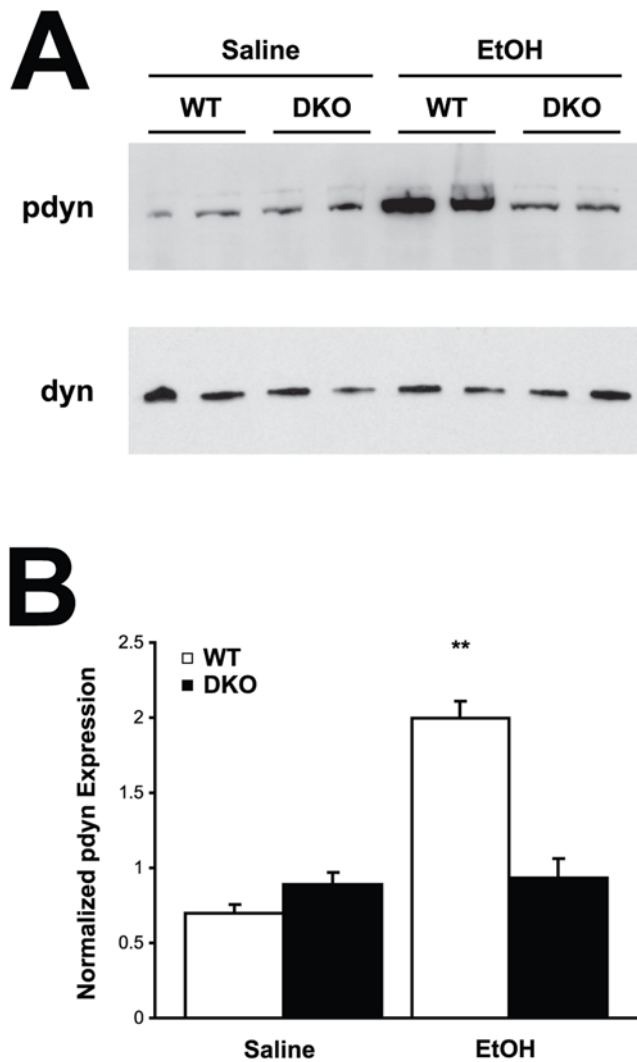 A
Saline EtOH
WT DKO WT DKO
pdyn
dyn
B
2.5
**
WT
DKO
2
1.5
1
0.5
0
Normalized pdyn Expression
Saline EtOH